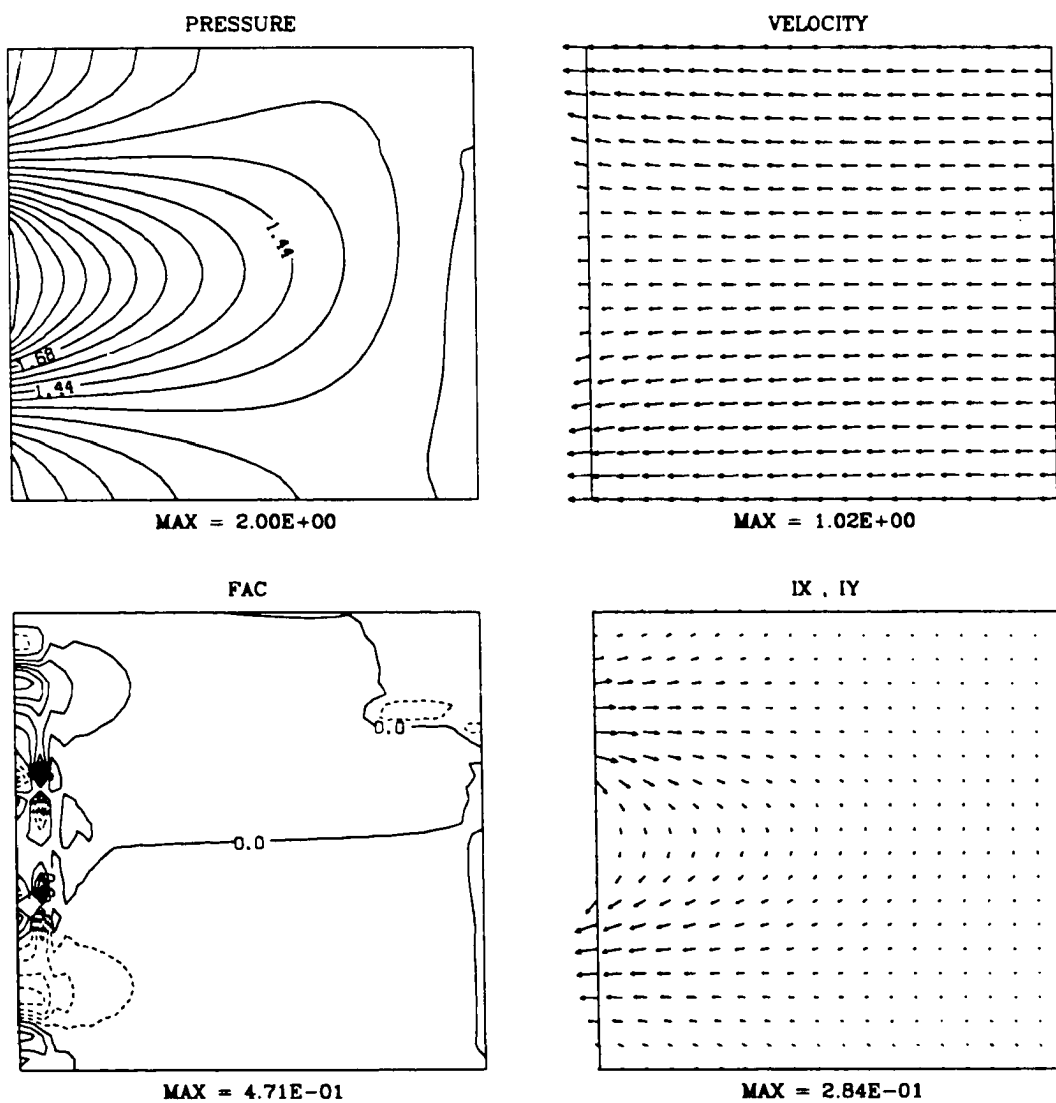 PRESSURE
VELOCITY
1.44
1.68
1.44
MAX = 2.00E+00
MAX = 1.02E+00
FAC
IX , IY
0.0
0.0
MAX = 4.71E-01
MAX = 2.84E-01